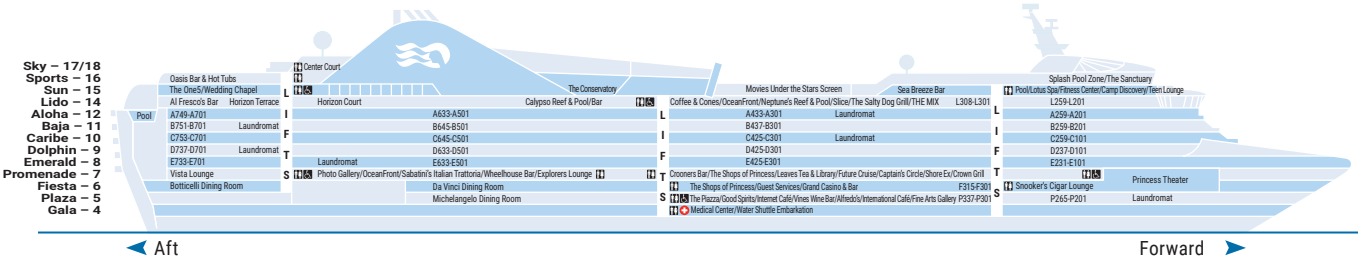 Sky – 17/18 Center Court
Sports – 16 Oasis Bar & Hot Tubs Splash Pool Zone/The Sanctuary
Sun – 15 The One5/Wedding Chapel The Conservatory Movies Under the Stars Screen Sea Breeze Bar Pool/Lotus Spa/Fitness Center/Camp Discovery/Teen Lounge
Lido – 14 Al Fresco's Bar Horizon Terrace Horizon Court Calypso Reef & Pool/Bar Coffee & Cones/OceanFront/Neptune's Reef & Pool/Slice/The Salty Dog Grill/THE MIX L308-L301 L259-L201
Aloha – 12 Pool A749-A701 A633-A501 A433-A301 Laundromat A259-A201
Baja – 11 B751-B701 Laundromat B645-B501 B437-B301 B259-B201
Caribe – 10 C753-C701 C645-C501 C425-C301 Laundromat C259-C101
Dolphin – 9 D737-D701 Laundromat D633-D501 D425-D301 D237-D101
Emerald – 8 E733-E701 Laundromat E633-E501 E425-E301 E231-E101
Promenade – 7 Vista Lounge Photo Gallery/OceanFront/Sabatini's Italian Trattoria/Wheelhouse Bar/Explorers Lounge Crooners Bar/The Shops of Princess/Leaves Tea & Library/Future Cruise/Captain's Circle/Shore Ex/Crown Grill Princess Theater
Fiesta – 6 Botticelli Dining Room Da Vinci Dining Room The Shops of Princess/Guest Services/Grand Casino & Bar F315-F301 Snooker's Cigar Lounge
Plaza – 5 Michelangelo Dining Room The Piazza/Good Spirits/Internet Café/Vines Wine Bar/Alfredo's/International Café/Fine Arts Gallery P337-P301 P265-P201 Laundromat
Gala – 4 Medical Center/Water Shuttle Embarkation
LIFTS
LIFTS
LIFTS
Aft Forward